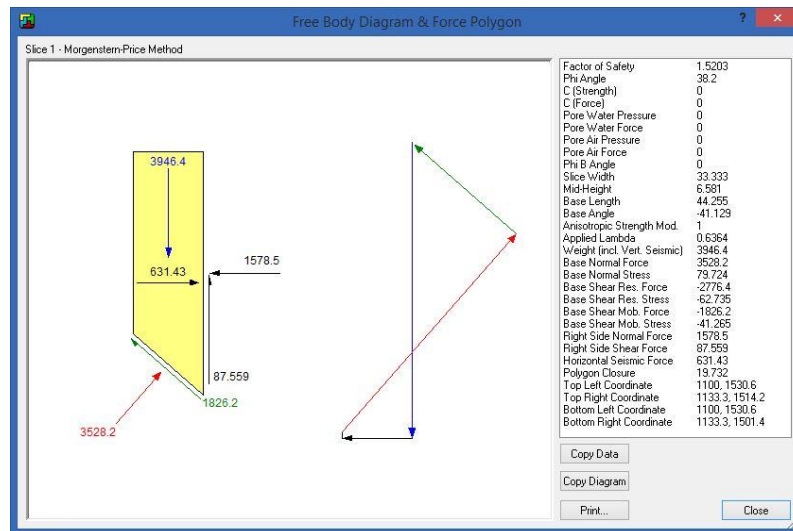 Free Body Diagram & Force Polygon
?
×
Slice 1 - Morgenstern-Price Method
3946.4
631.43
1578.5
87.559
1826.2
3528.2
Factor of Safety 1.5203
Phi Angle 38.2
C (Strength) 0
C (Force) 0
Pore Water Pressure 0
Pore Water Force 0
Pore Air Pressure 0
Pore Air Force 0
Phi B Angle 0
Slice Width 33.333
Mid-Height 6.581
Base Length 44.255
Base Angle -41.129
Anisotropic Strength Mod. 1
Applied Lambda 0.6364
Weight (incl. Vert. Seismic) 3946.4
Base Normal Force 3528.2
Base Normal Stress 79.724
Base Shear Res. Force -2776.4
Base Shear Res. Stress -62.735
Base Shear Mob. Force -1826.2
Base Shear Mob. Stress -41.265
Right Side Normal Force 1578.5
Right Side Shear Force 87.559
Horizontal Seismic Force 631.43
Polygon Closure 19.732
Top Left Coordinate 1100, 1530.6
Top Right Coordinate 1133.3, 1514.2
Bottom Left Coordinate 1100, 1530.6
Bottom Right Coordinate 1133.3, 1501.4
Copy Data
Copy Diagram
Print...
Close